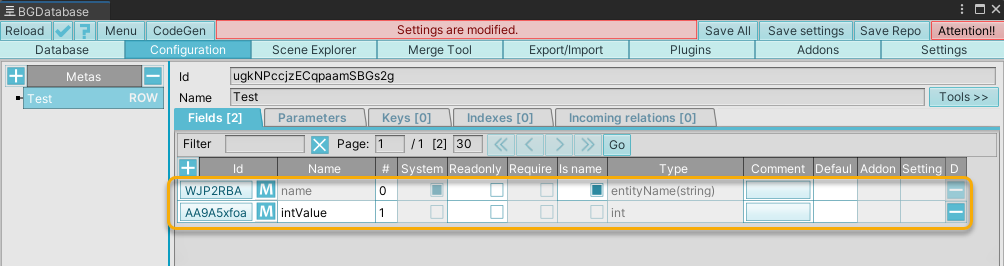 BGDatabase
Reload ? Menu CodeGen Settings are modified. Save All Save settings Save Repo Attention!!
Database Configuration Scene Explorer Merge Tool Export/Import Plugins Addons Settings
+ Metas —
Test ROW
Id ugkNPccjzECqpaamSBGs2g
Name Test Tools >>
Fields [2] Parameters Keys [0] Indexes [0] Incoming relations [0]
Filter X Page: 1 / 1 [2] 30 << < > >> Go
+ Id Name # System Readonly Require Is name Type Comment Defaul Addon Setting D
WJP2RBA M name 0 entityName(string) —
AA9A5xfoa M intValue 1 int —